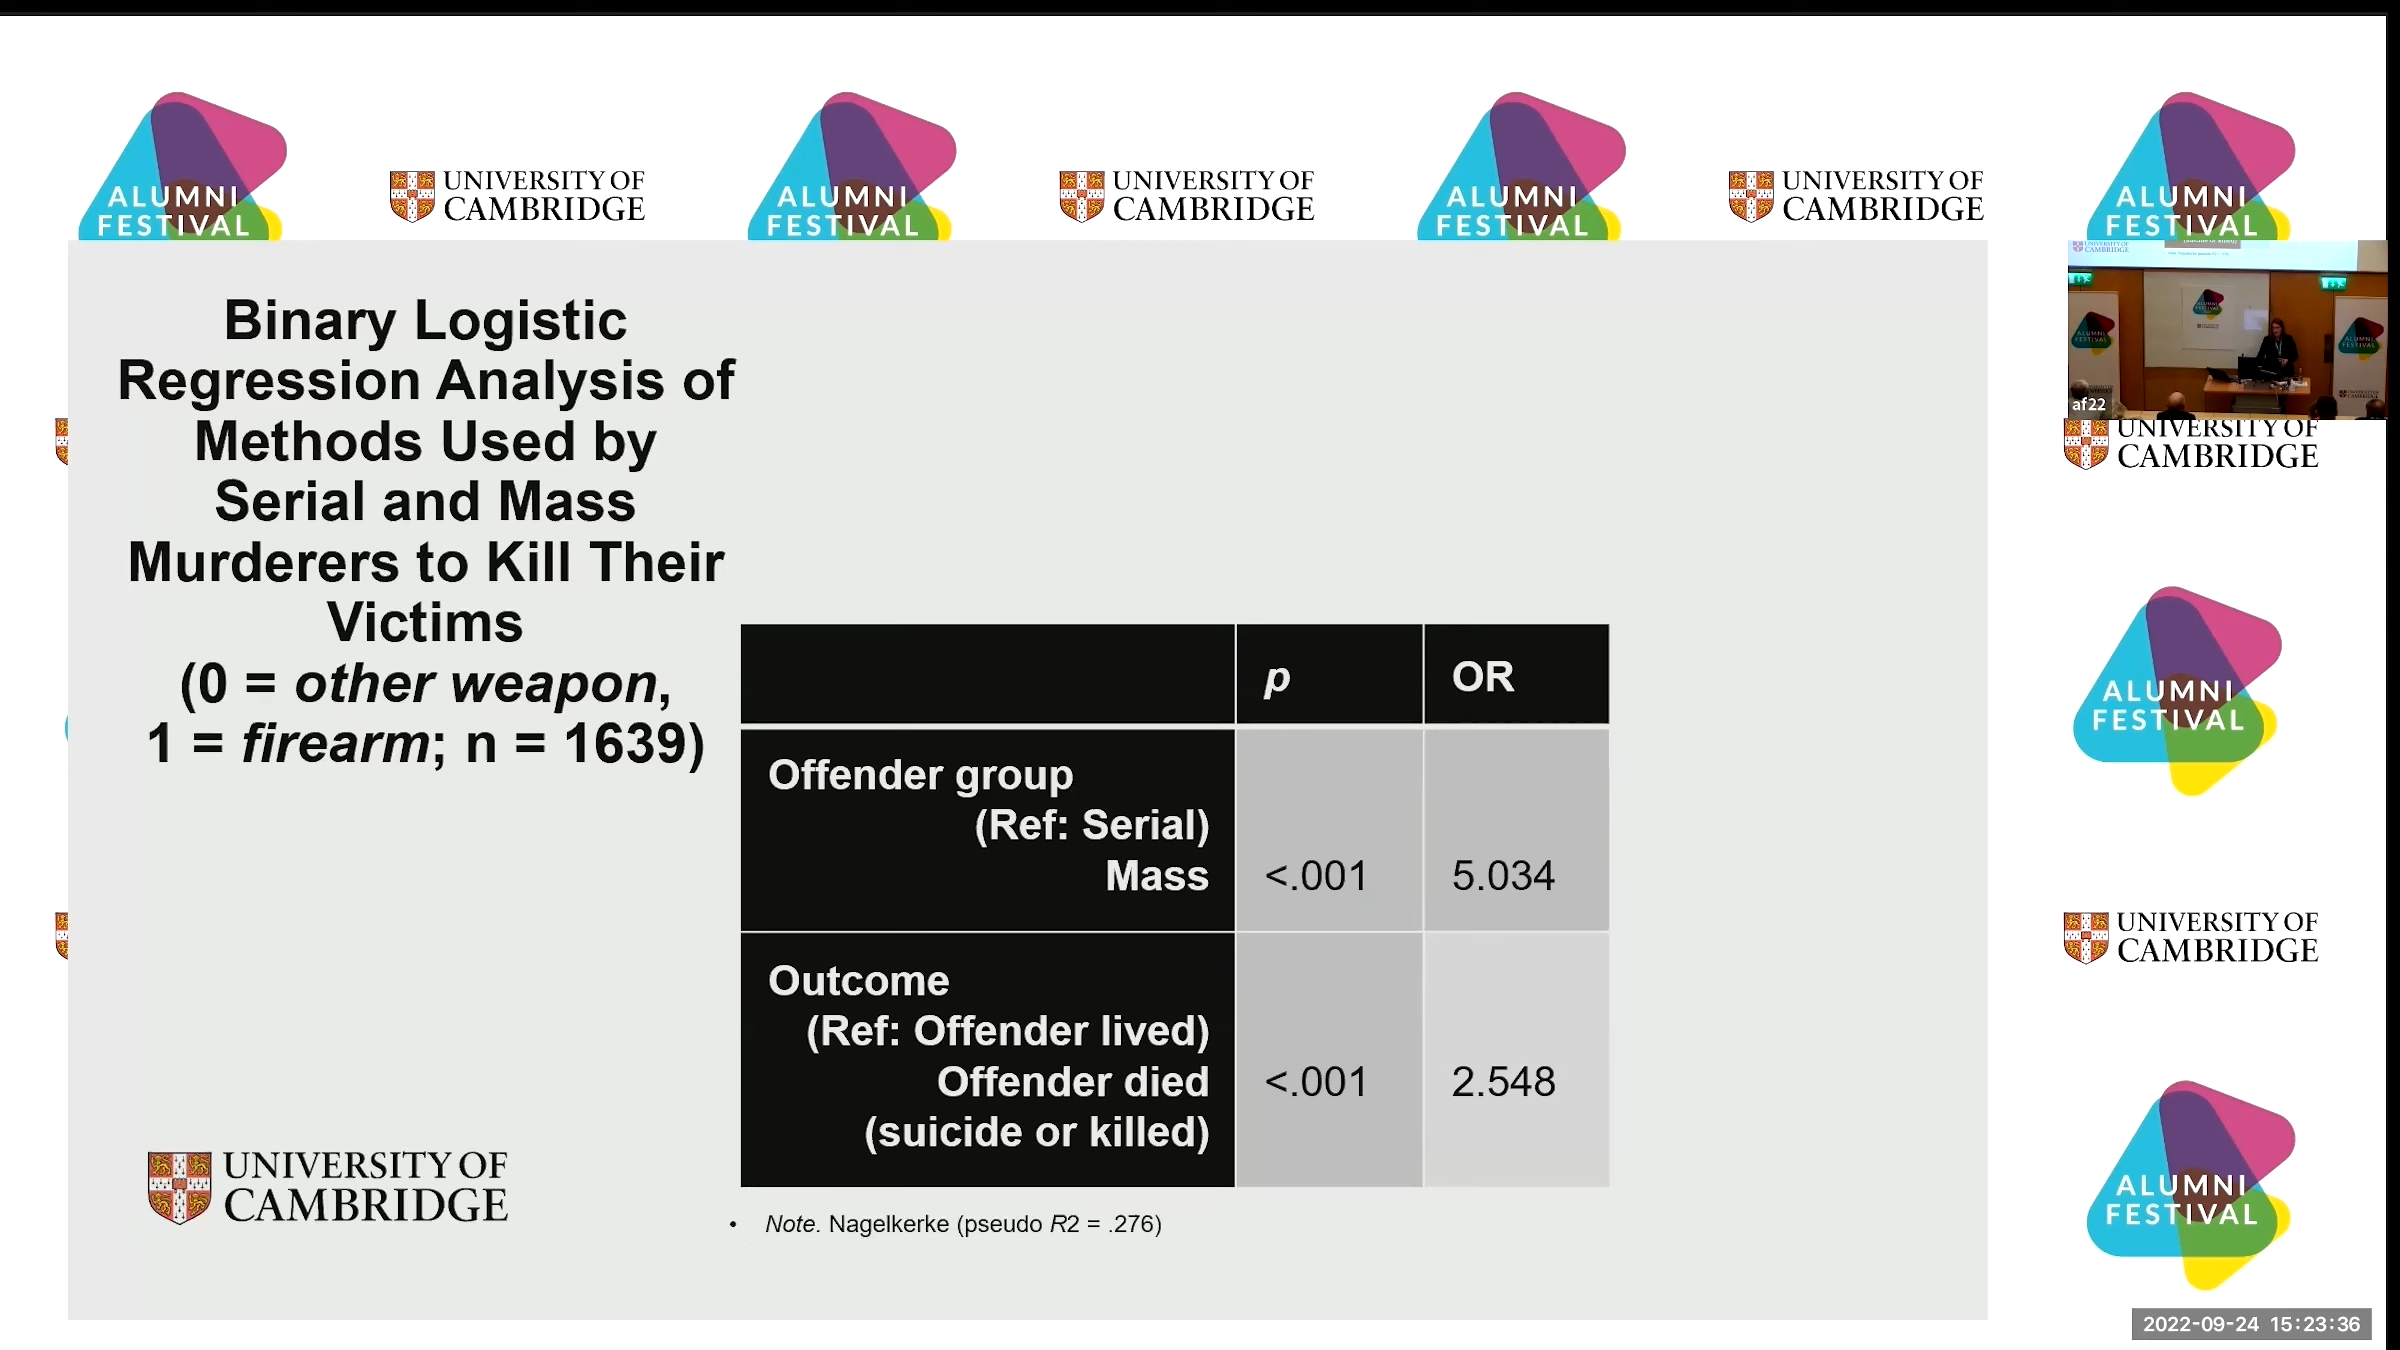 ALUMNI
FESTIVAL
UNIVERSITY OF
CAMBRIDGE
ALUMNI
FESTIVAL
UNIVERSITY OF
CAMBRIDGE
ALUMNI
FESTIVAL
UNIVERSITY OF
CAMBRIDGE
ALUMNI
FESTIVAL
Binary Logistic
Regression Analysis of
Methods Used by
Serial and Mass
Murderers to Kill Their
Victims
(0 = other weapon,
1 = firearm; n = 1639)
p OR
Offender group
(Ref: Serial)
Mass <.001 5.034
Outcome
(Ref: Offender lived)
Offender died <.001 2.548
(suicide or killed)
Note. Nagelkerke (pseudo R2 = .276)
UNIVERSITY OF
CAMBRIDGE
af22
UNIVERSITY OF
CAMBRIDGE
ALUMNI
FESTIVAL
UNIVERSITY OF
CAMBRIDGE
ALUMNI
FESTIVAL
2022-09-24 15:23:36